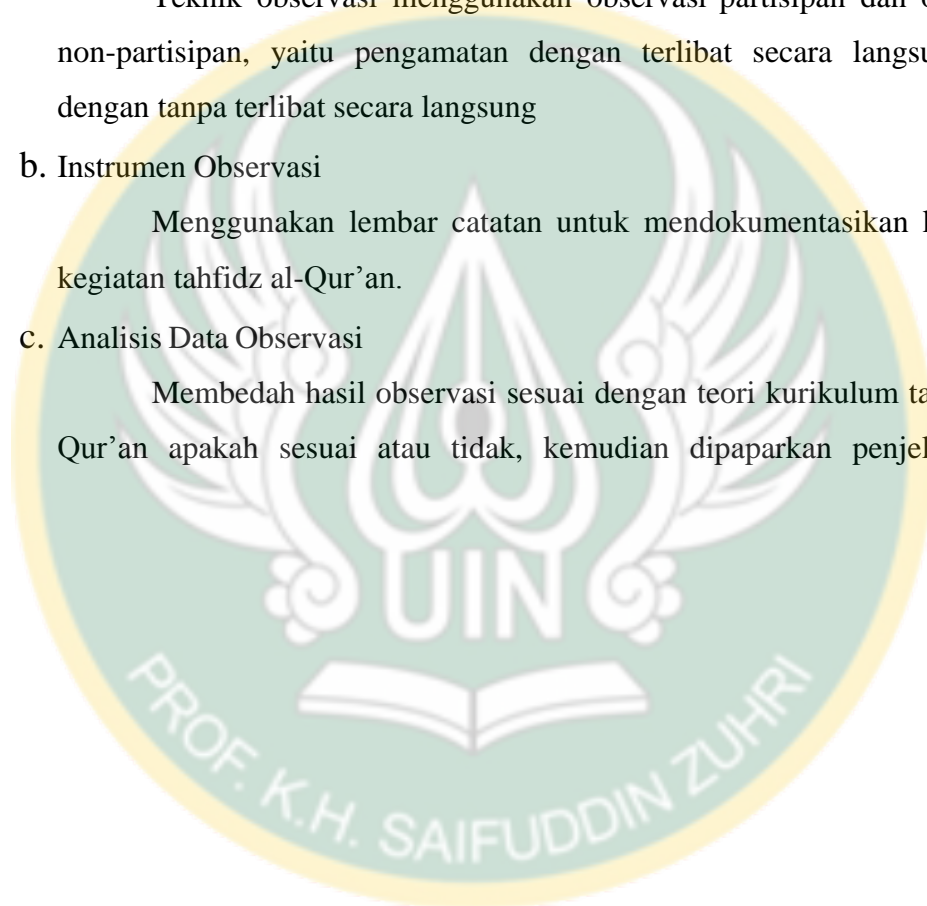 Teknik observasi menggunakan observasi partisipan dan
non-partisipan, yaitu pengamatan dengan terlibat secara
dengan tanpa terlibat secara langsung
b. Instrumen Observasi
Menggunakan lembar catatan untuk mendokumentasikan
kegiatan tahfidz al-Qur'an.
c. Analisis Data Observasi
Membedah hasil observasi sesuai dengan teori kurikulum
Qur'an apakah sesuai atau tidak, kemudian dipaparkan
UIN
PROF. K.H. SAIFUDDIN ZUHRI